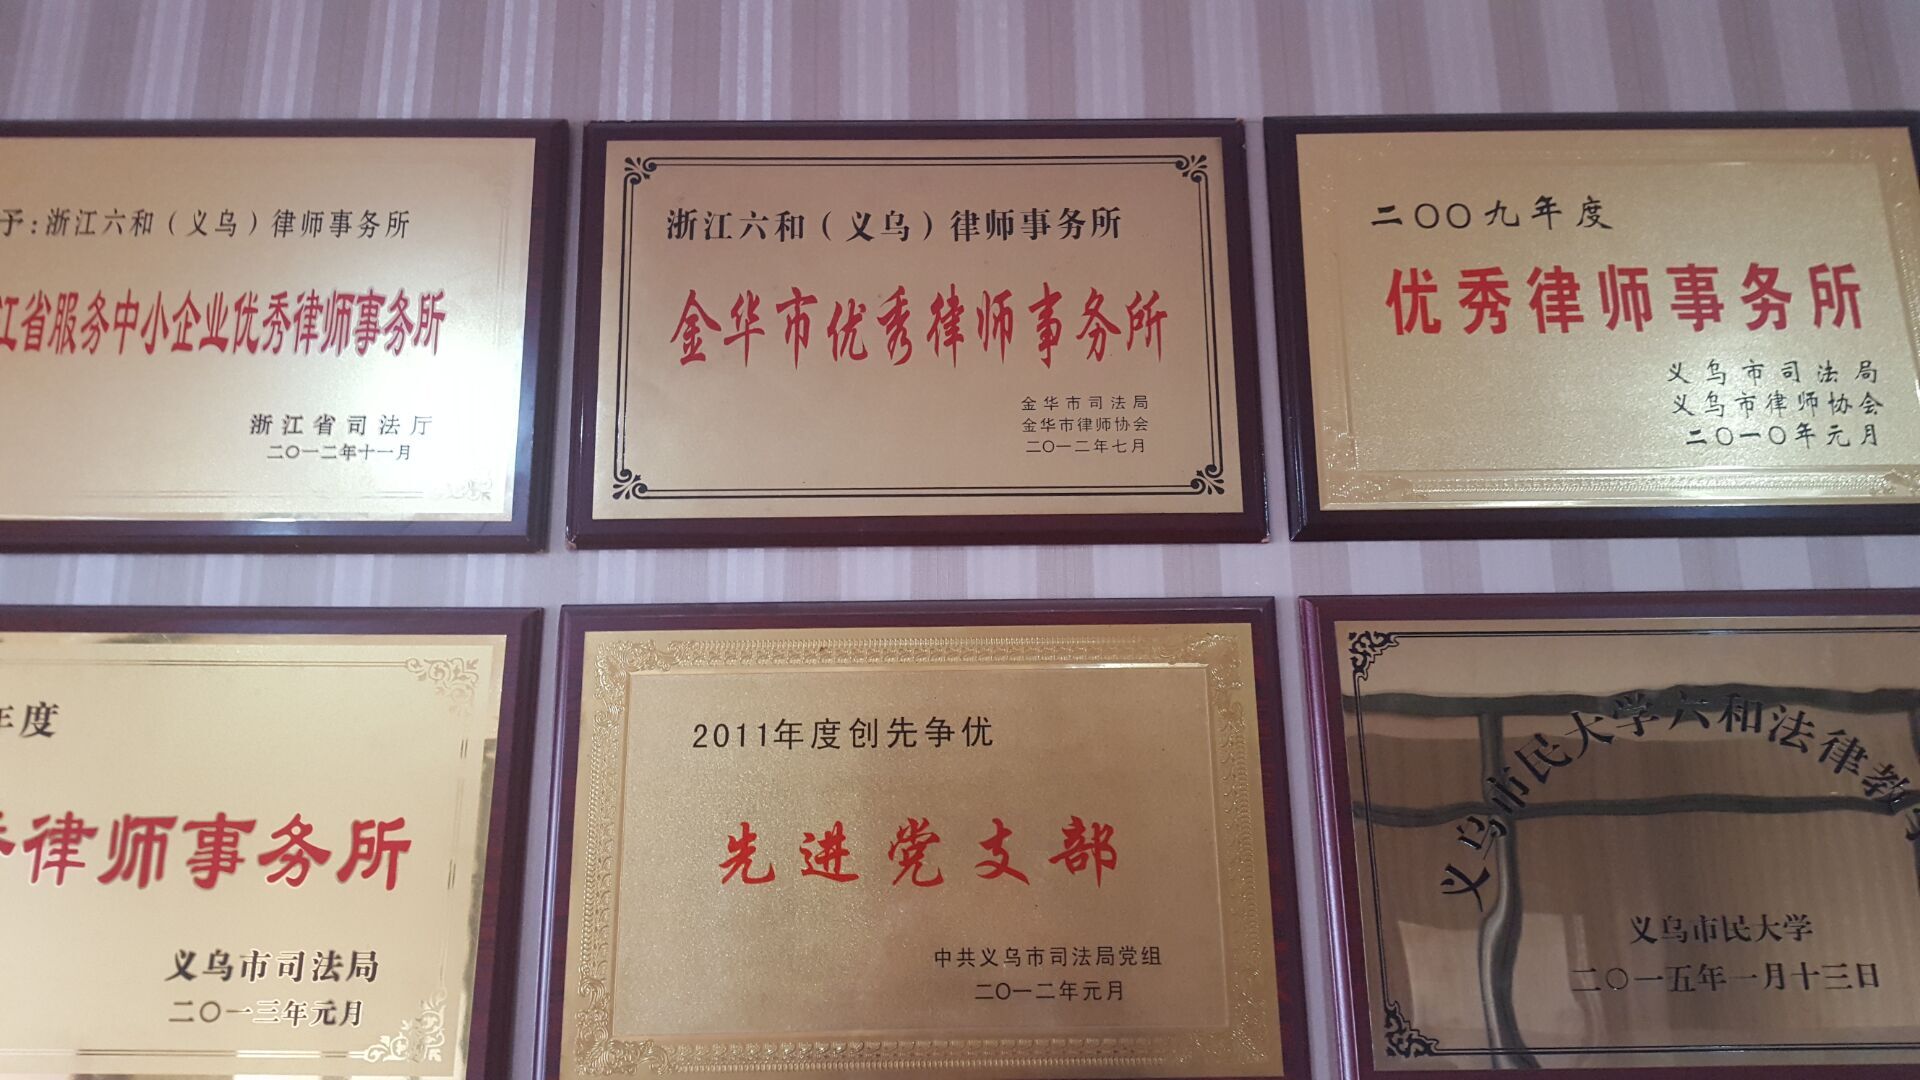 予:浙江六和（义乌）律师事务所
江省服务中小企业优秀律师事务所
浙江省司法厅
二〇一二年十一月
浙江六和（义乌）律师事务所
金华市优秀律师事务所
金华市司法局
金华市律师协会
二〇一二年七月
二〇〇九年度
优秀律师事务所
义乌市司法局
义乌市律师协会
二〇一〇年元月
年度
律师事务所
义乌市司法局
二〇一三年元月
2011年度创先争优
先进党支部
中共义乌市司法局党组
二〇一二年元月
义乌市民大学六和法律教学
义乌市民大学
二〇一五年一月十三日